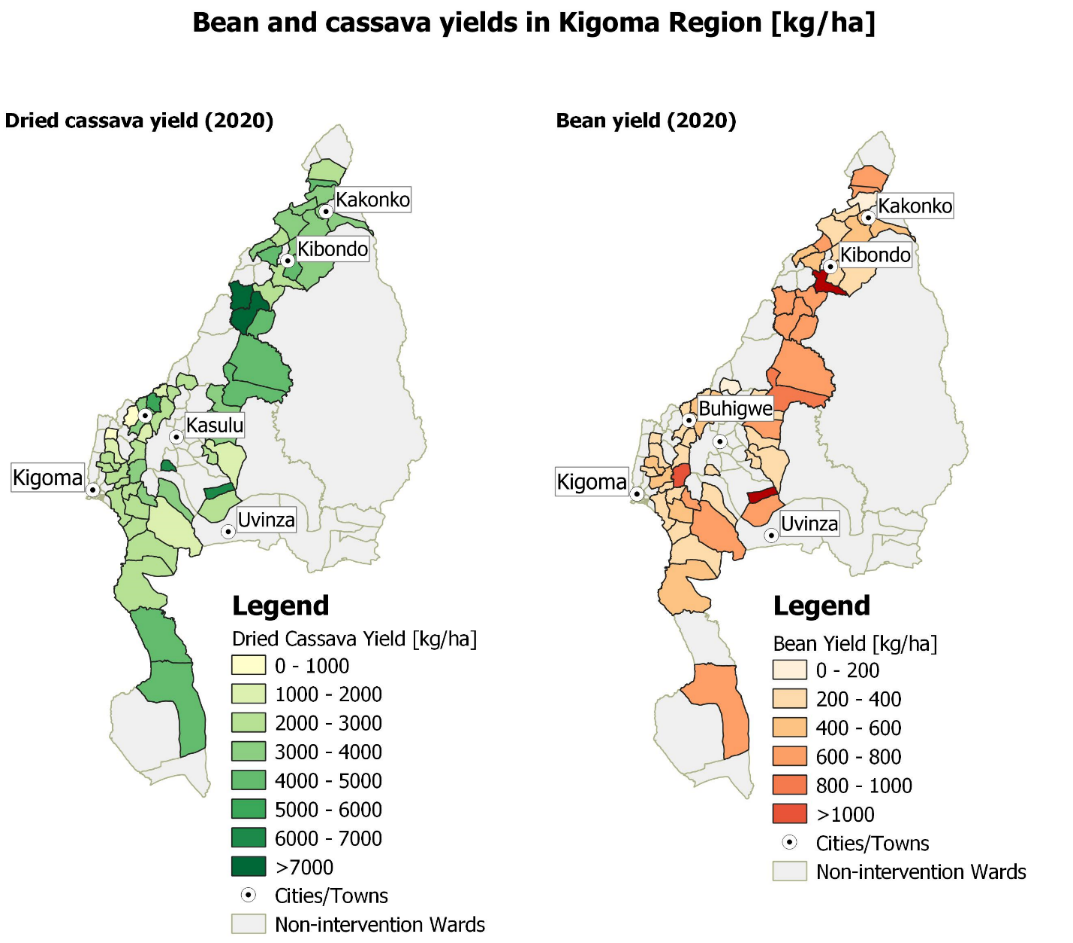 Bean and cassava yields in Kigoma Region [kg/ha]
Dried cassava yield (2020)
Kakonko
Kibondo
Kasulu
Kigoma
Uvinza
Legend
Dried Cassava Yield [kg/ha]
0 - 1000
1000 - 2000
2000 - 3000
3000 - 4000
4000 - 5000
5000 - 6000
6000 - 7000
>7000
Cities/Towns
Non-intervention Wards
Bean yield (2020)
Kakonko
Kibondo
Buhigwe
Kigoma
Uvinza
Legend
Bean Yield [kg/ha]
0 - 200
200 - 400
400 - 600
600 - 800
800 - 1000
>1000
Cities/Towns
Non-intervention Wards